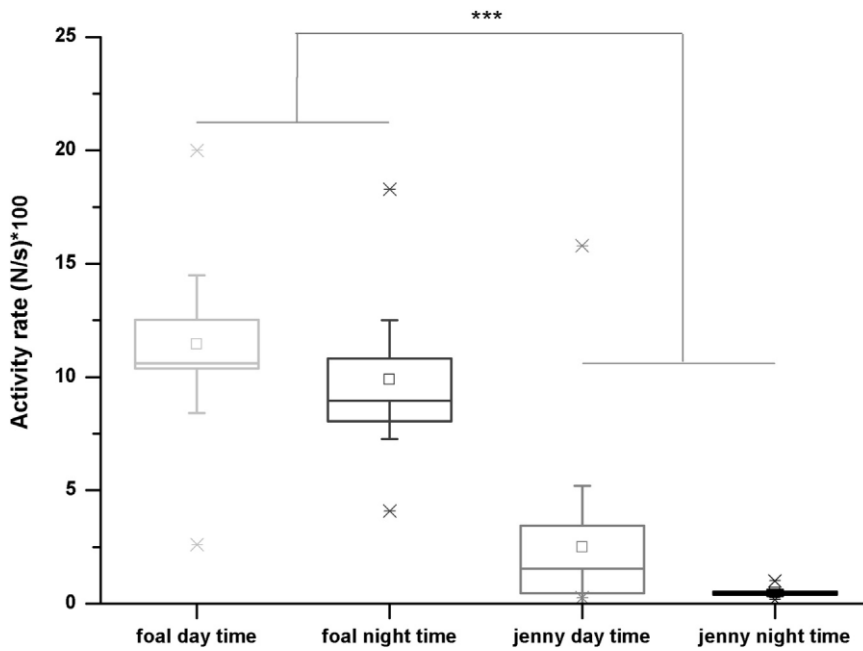 ***
25
20
15
10
5
0
Activity rate (N/s)*100
foal day time
foal night time
jenny day time
jenny night time